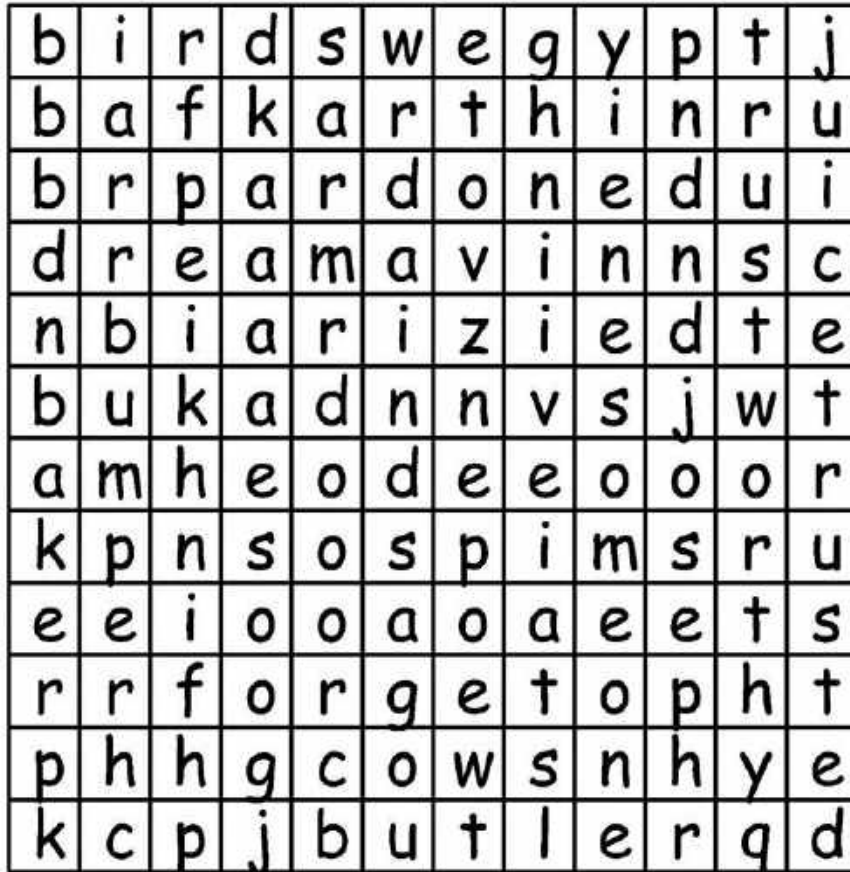 b i r d s w e g y p t j
b a f k a r t h i n r u
b r p a r d o n e d u i
d r e a m a v i n n s c
n b i a r i z i e d t e
b u k a d n n v s j w t
a m h e o d e e o o o r
k p n s o s p i m s r u
e e i o o a o a e e t s
r r f o r g e t o p h t
p h h g c o w s n h y e
k c p j b u t l e r q d